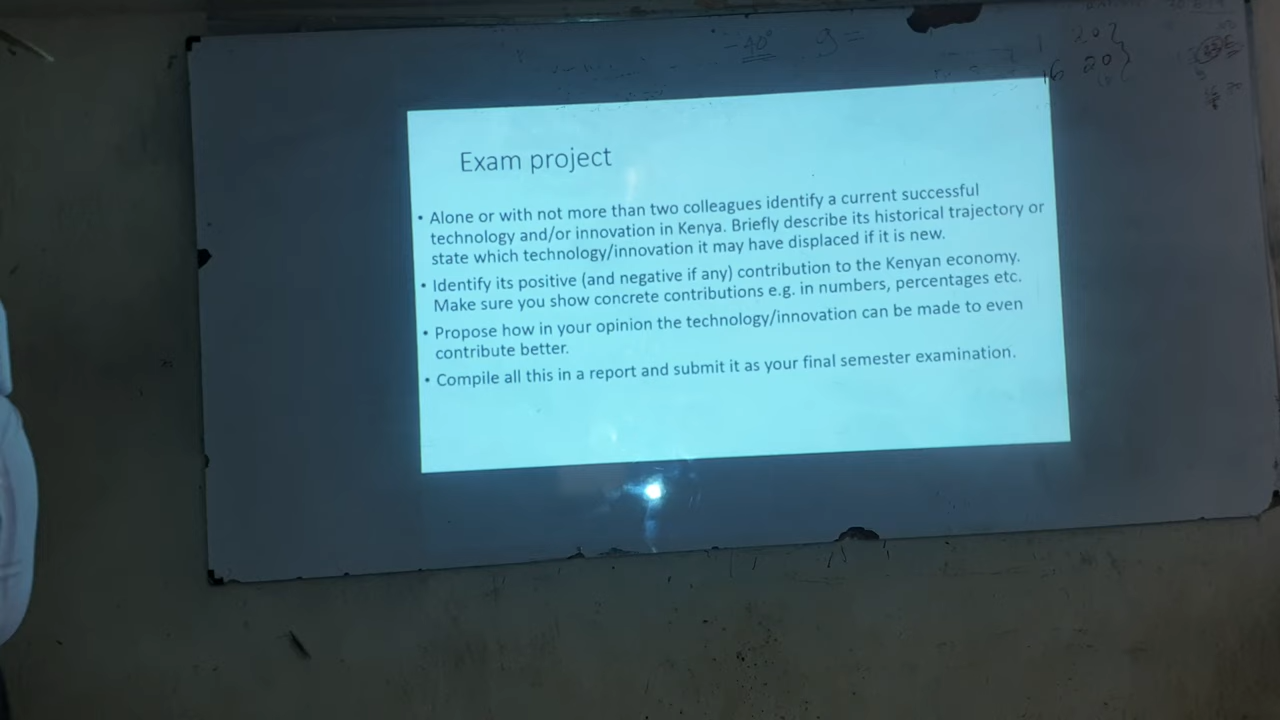 -40° g =
20
16 20
Exam project
• Alone or with not more than two colleagues identify a current successful
technology and/or innovation in Kenya. Briefly describe its historical trajectory or
state which technology/innovation it may have displaced if it is new.
• Identify its positive (and negative if any) contribution to the Kenyan economy.
Make sure you show concrete contributions e.g. in numbers, percentages etc.
• Propose how in your opinion the technology/innovation can be made to even
contribute better.
• Compile all this in a report and submit it as your final semester examination.